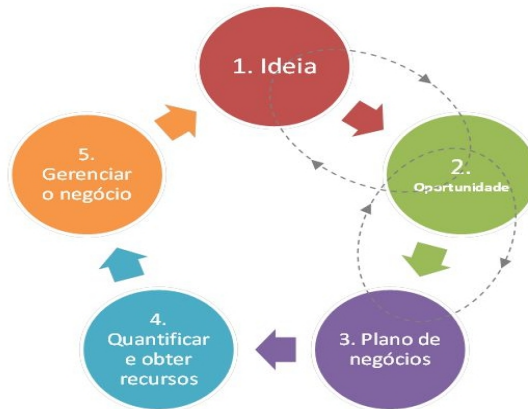 1. Ideia
2.
Oportunidade
3. Plano de
negócios
4.
Quantificar
e obter
recursos
5.
Gerenciar
o negócio